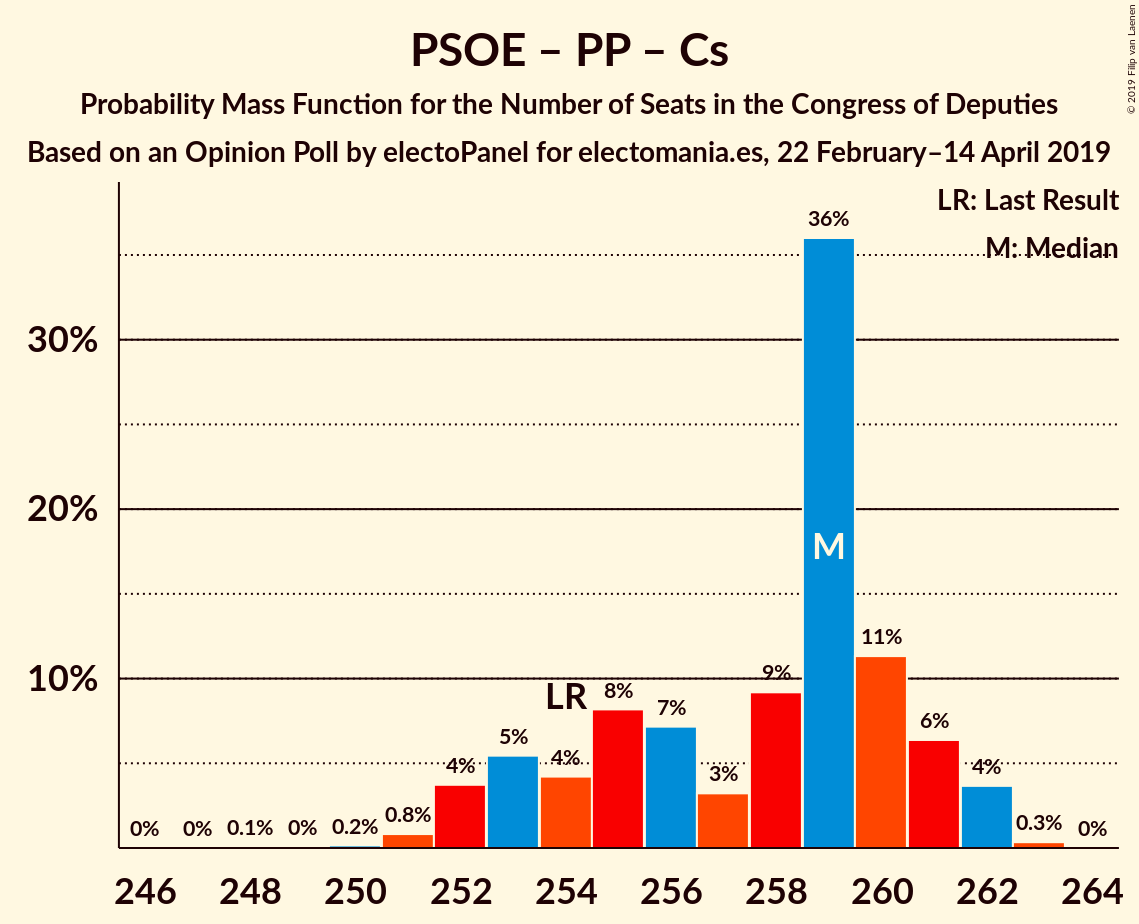 PSOE – PP – Cs
Probability Mass Function for the Number of Seats in the Congress of Deputies
Based on an Opinion Poll by electoPanel for electomania.es, 22 February–14 April 2019
© 2019 Filip van Laenen
LR: Last Result
M: Median
30%
20%
10%
0%
0%
0.1%
0%
0.2%
0.8%
4%
5%
4%
LR
8%
7%
3%
9%
36%
M
11%
6%
4%
0.3%
0%
246 248 250 252 254 256 258 260 262 264